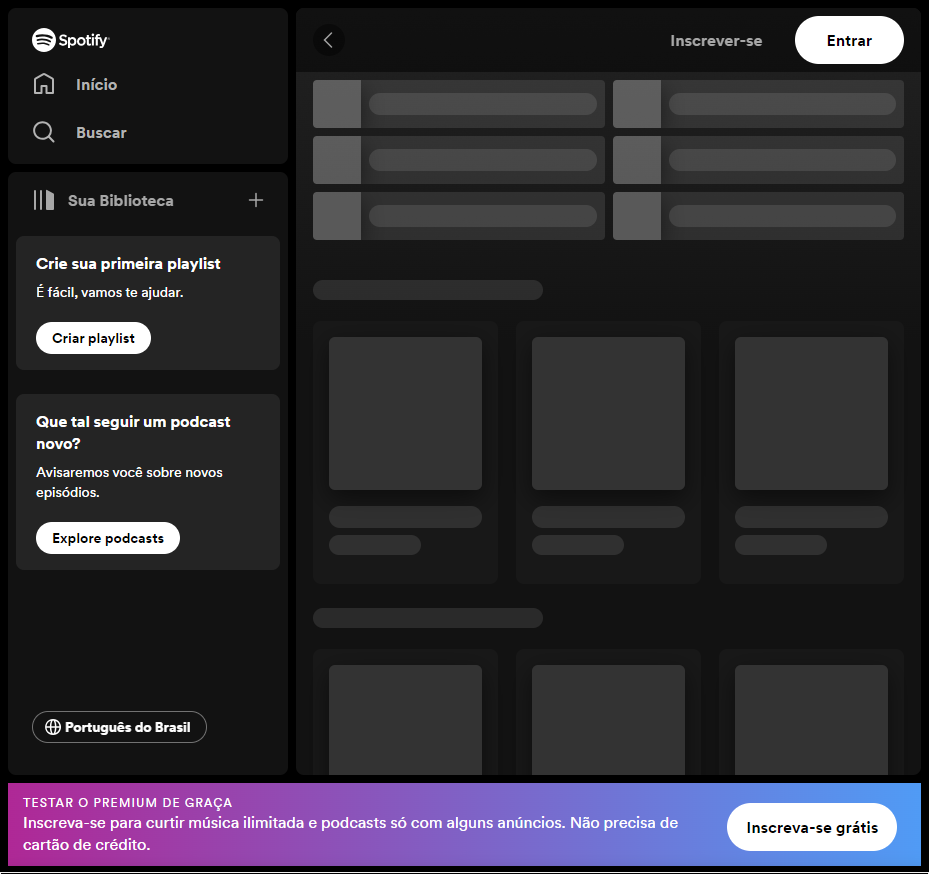 Spotify
Início
Buscar
Sua Biblioteca
Crie sua primeira playlist
É fácil, vamos te ajudar.
Criar playlist
Que tal seguir um podcast
novo?
Avisaremos você sobre novos
episódios.
Explore podcasts
Português do Brasil
Inscrever-se
Entrar
TESTAR O PREMIUM DE GRAÇA
Inscreva-se para curtir música ilimitada e podcasts só com alguns anúncios. Não precisa de
cartão de crédito.
Inscreva-se grátis